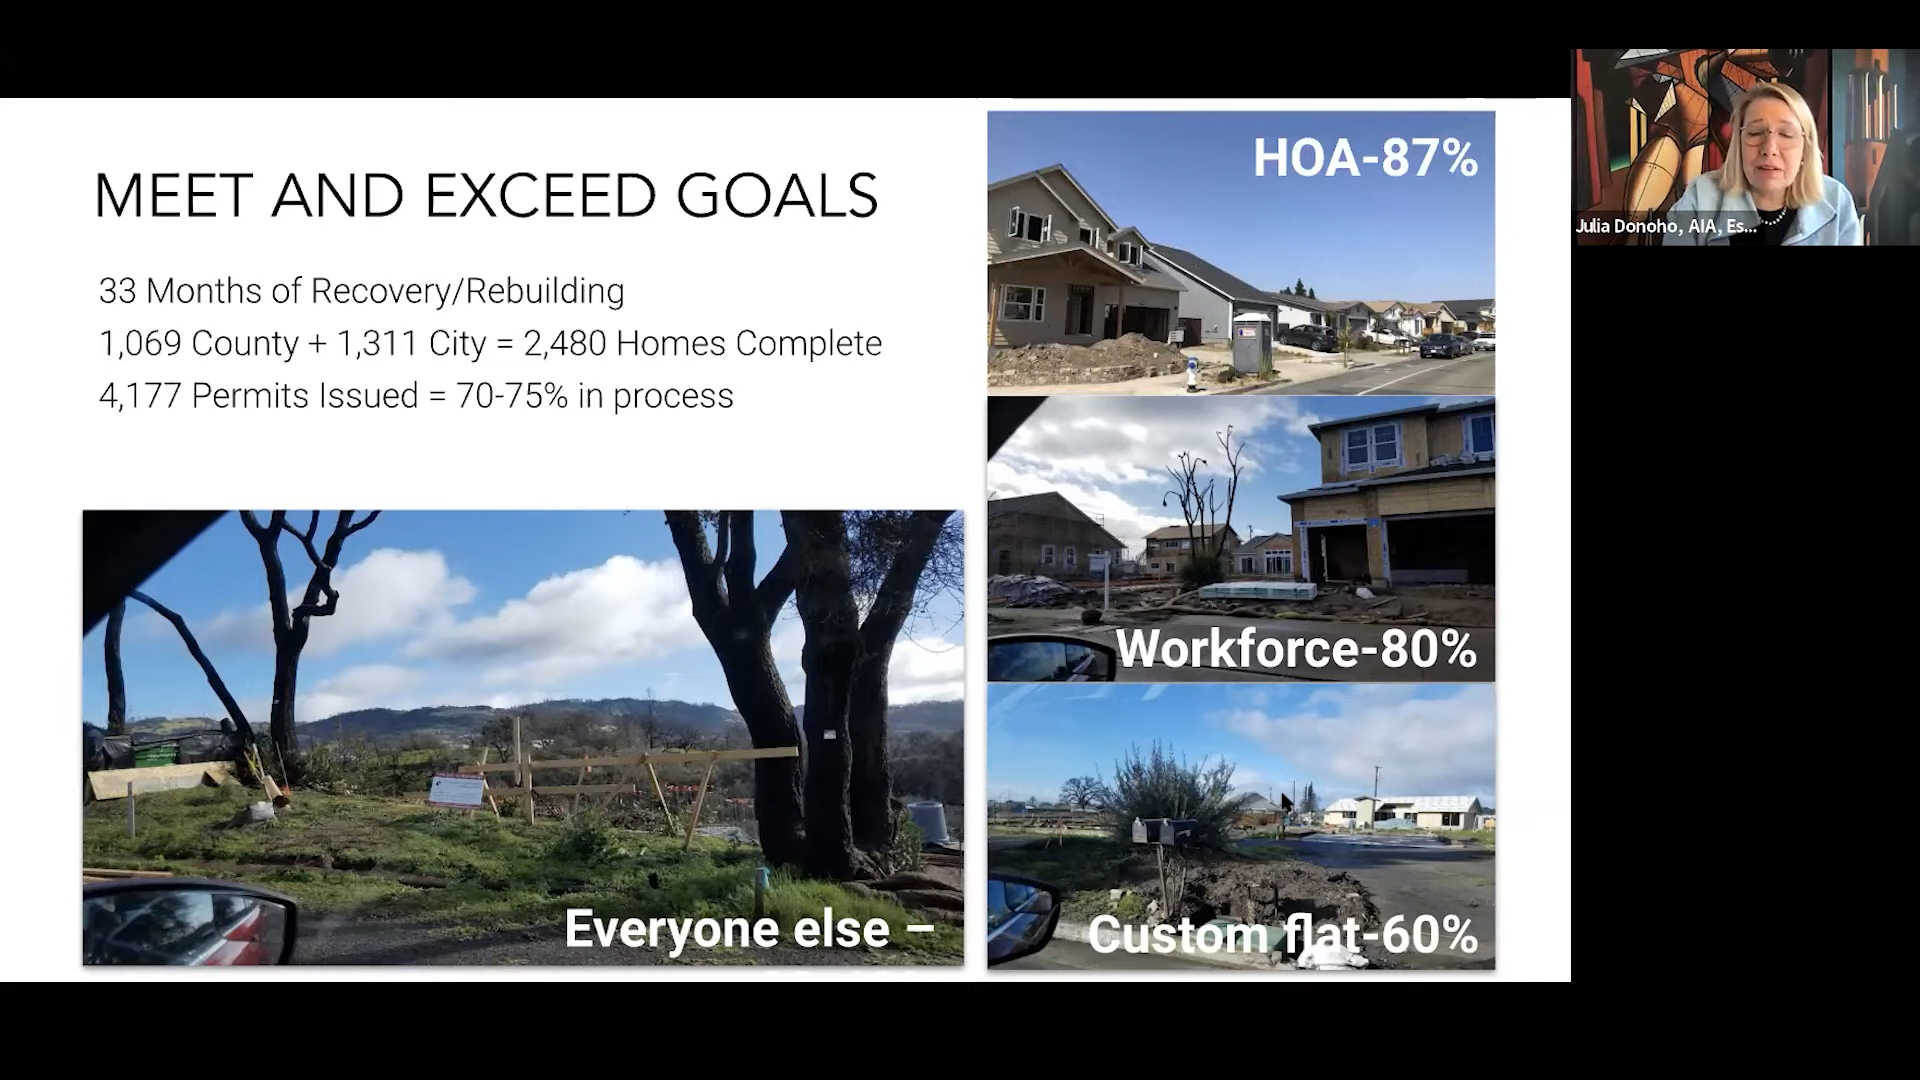 MEET AND EXCEED GOALS
33 Months of Recovery/Rebuilding
1,069 County + 1,311 City = 2,480 Homes Complete
4,177 Permits Issued = 70-75% in process
Everyone else –
HOA-87%
Workforce-80%
Custom flat-60%
Julia Donoho, AIA, Es...